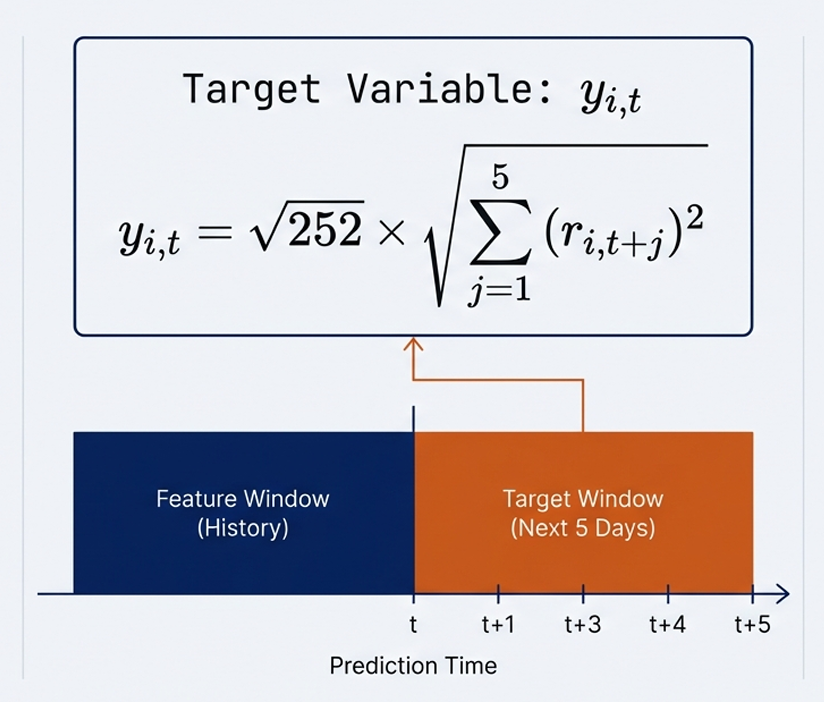 Target Variable: y_{i,t}
y_{i,t} = √252 × √(∑_{j=1}^{5} (r_{i,t+j})^2)
Feature Window
(History)
Target Window
(Next 5 Days)
t t+1 t+3 t+4 t+5
Prediction Time